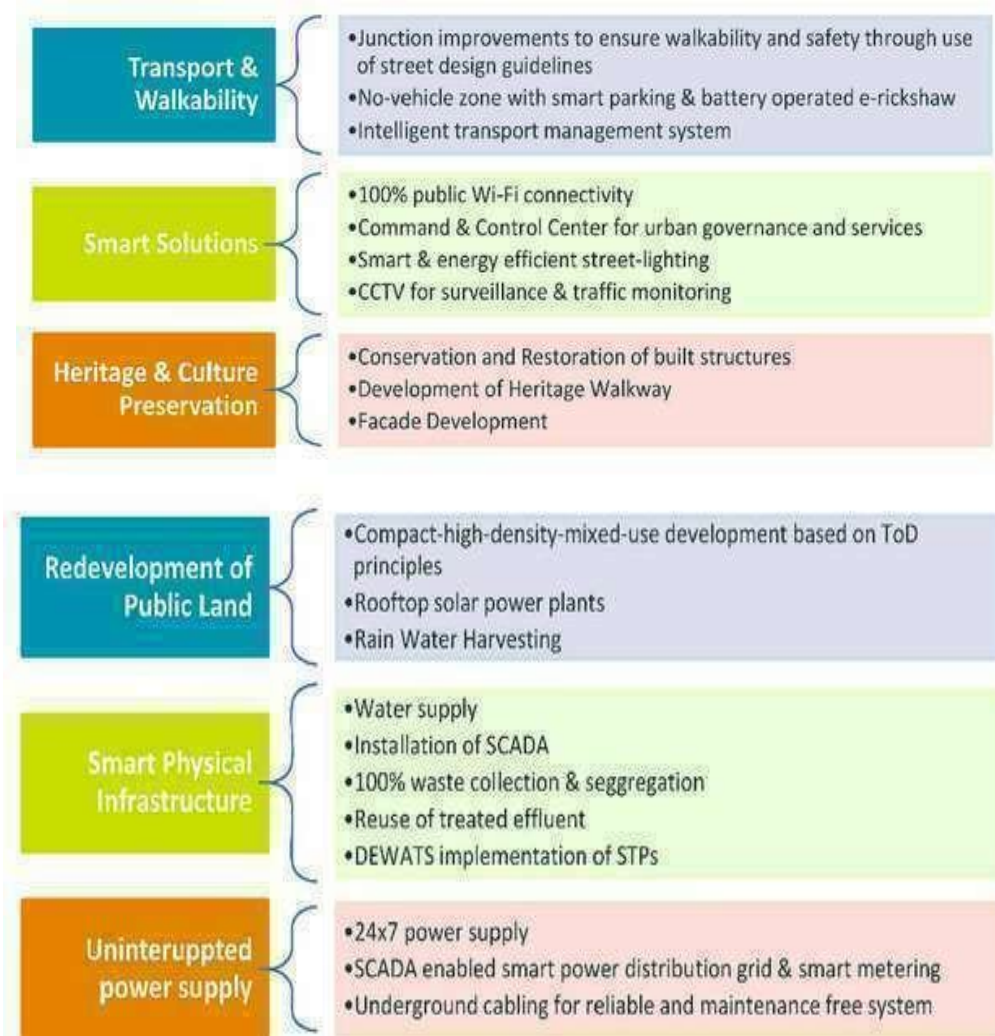 Transport &
Walkability
•Junction improvements to ensure walkability and safety through use
of street design guidelines
•No-vehicle zone with smart parking & battery operated e-rickshaw
•Intelligent transport management system
Smart Solutions
•100% public Wi-Fi connectivity
•Command & Control Center for urban governance and services
•Smart & energy efficient street-lighting
•CCTV for surveillance & traffic monitoring
Heritage & Culture
Preservation
•Conservation and Restoration of built structures
•Development of Heritage Walkway
•Facade Development
Redevelopment of
Public Land
•Compact-high-density-mixed-use development based on ToD
principles
•Rooftop solar power plants
•Rain Water Harvesting
Smart Physical
Infrastructure
•Water supply
•Installation of SCADA
•100% waste collection & seggregation
•Reuse of treated effluent
•DEWATS implementation of STPs
Uninteruppted
power supply
•24x7 power supply
•SCADA enabled smart power distribution grid & smart metering
•Underground cabling for reliable and maintenance free system